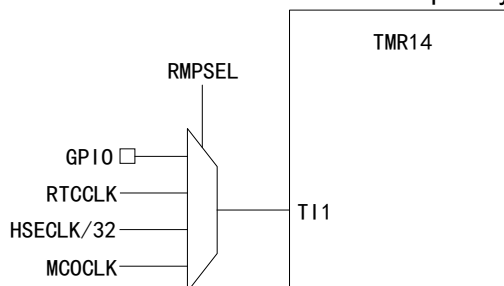 TMR14
RMPSEL
GPIO
RTCCLK
HSECLK/32
TI1
MCOCLK